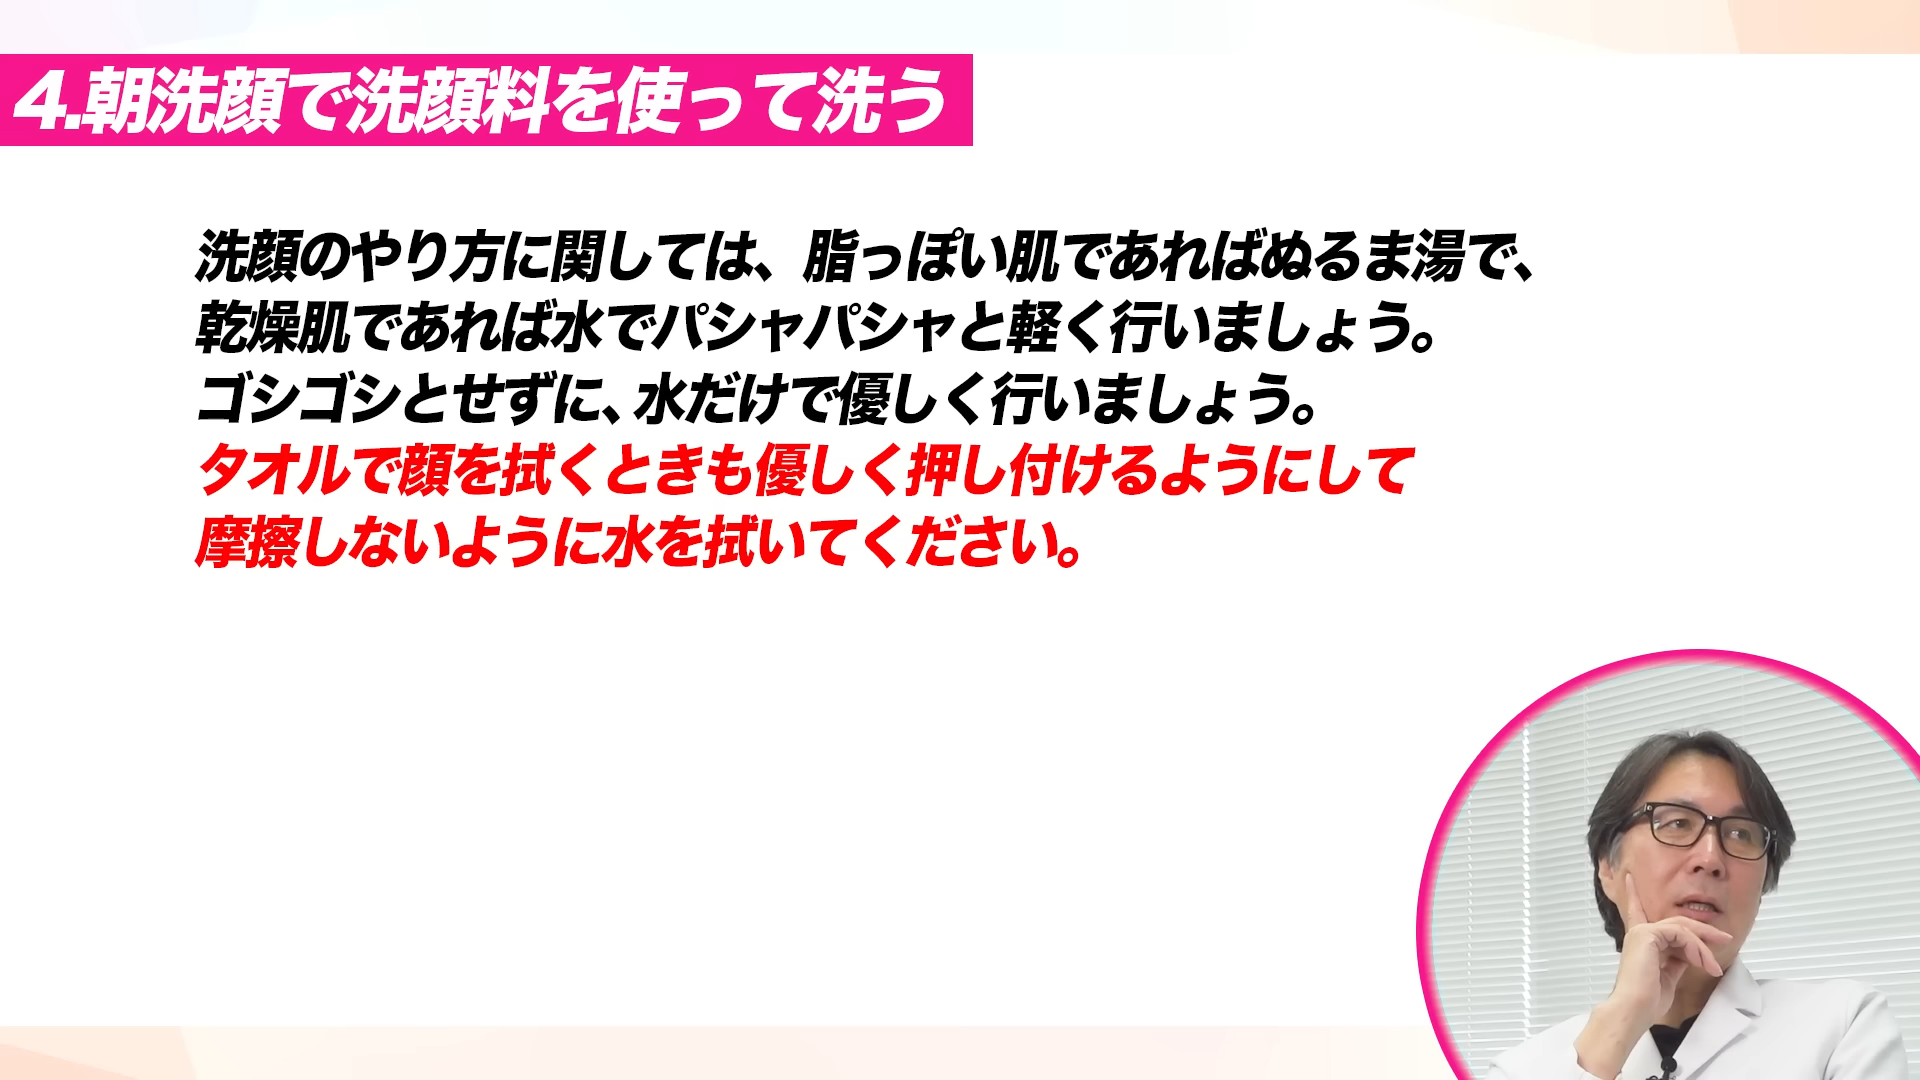 4.朝洗顔で洗顔料を使って洗う
洗顔のやり方に関しては、脂っぽい肌であればぬるま湯で、
乾燥肌であれば水でパシャパシャと軽く行いましょう。
ゴシゴシとせずに、水だけで優しく行いましょう。
タオルで顔を拭くときも優しく押し付けるようにして
摩擦しないように水を拭いてください。